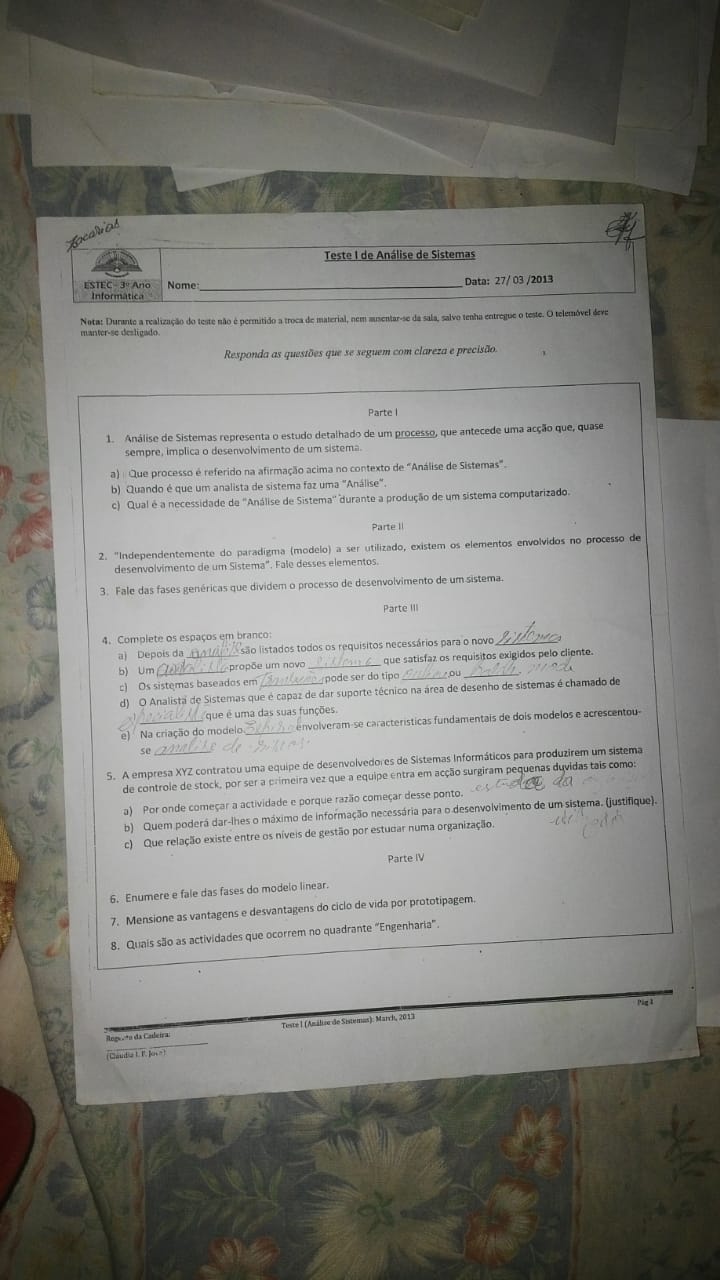 Zacarias
Teste I de Análise de Sistemas
ESTEC- 3º Ano
Informática
Nome:
Data: 27/ 03 /2013
Nota: Durante a realização do teste não é permitido a troca de material, nem ausentar-se da sala, salvo tenha entregue o teste. O telemóvel deve
manter-se desligado.
Responda as questões que se seguem com clareza e precisão.
Parte I
1. Análise de Sistemas representa o estudo detalhado de um processo, que antecede uma acção que, quase
sempre, implica o desenvolvimento de um sistema.
a) Que processo é referido na afirmação acima no contexto de "Análise de Sistemas".
b) Quando é que um analista de sistema faz uma "Análise".
c) Qual é a necessidade de "Análise de Sistema" durante a produção de um sistema computarizado.
Parte II
2. "Independentemente do paradigma (modelo) a ser utilizado, existem os elementos envolvidos no processo de
desenvolvimento de um Sistema". Fale desses elementos.
3. Fale das fases genéricas que dividem o processo de desenvolvimento de um sistema.
Parte III
4. Complete os espaços em branco:
a) Depois da análise são listados todos os requisitos necessários para o novo sistema
b) Um analista propõe um novo sistema que satisfaz os requisitos exigidos pelo cliente.
c) Os sistemas baseados em pode ser do tipo ou
d) O Analista de Sistemas que é capaz de dar suporte técnico na área de desenho de sistemas é chamado de
especialista que é uma das suas funções.
e) Na criação do modelo envolveram-se caracteristicas fundamentais de dois modelos e acrescentou-
se analise de
5. A empresa XYZ contratou uma equipe de desenvolvedores de Sistemas Informáticos para produzirem um sistema
de controle de stock, por ser a primeira vez que a equipe entra em acção surgiram pequenas duvidas tais como:
a) Por onde começar a actividade e porque razão começar desse ponto.
b) Quem poderá dar-lhes o máximo de informação necessária para o desenvolvimento de um sistema. (justifique).
c) Que relação existe entre os níveis de gestão por estudar numa organização.
Parte IV
6. Enumere e fale das fases do modelo linear.
7. Mensione as vantagens e desvantagens do ciclo de vida por prototipagem.
8. Quais são as actividades que ocorrem no quadrante "Engenharia".
Teste I (Análise de Sistemas): March, 2013
Pág 1
da Cadeira: